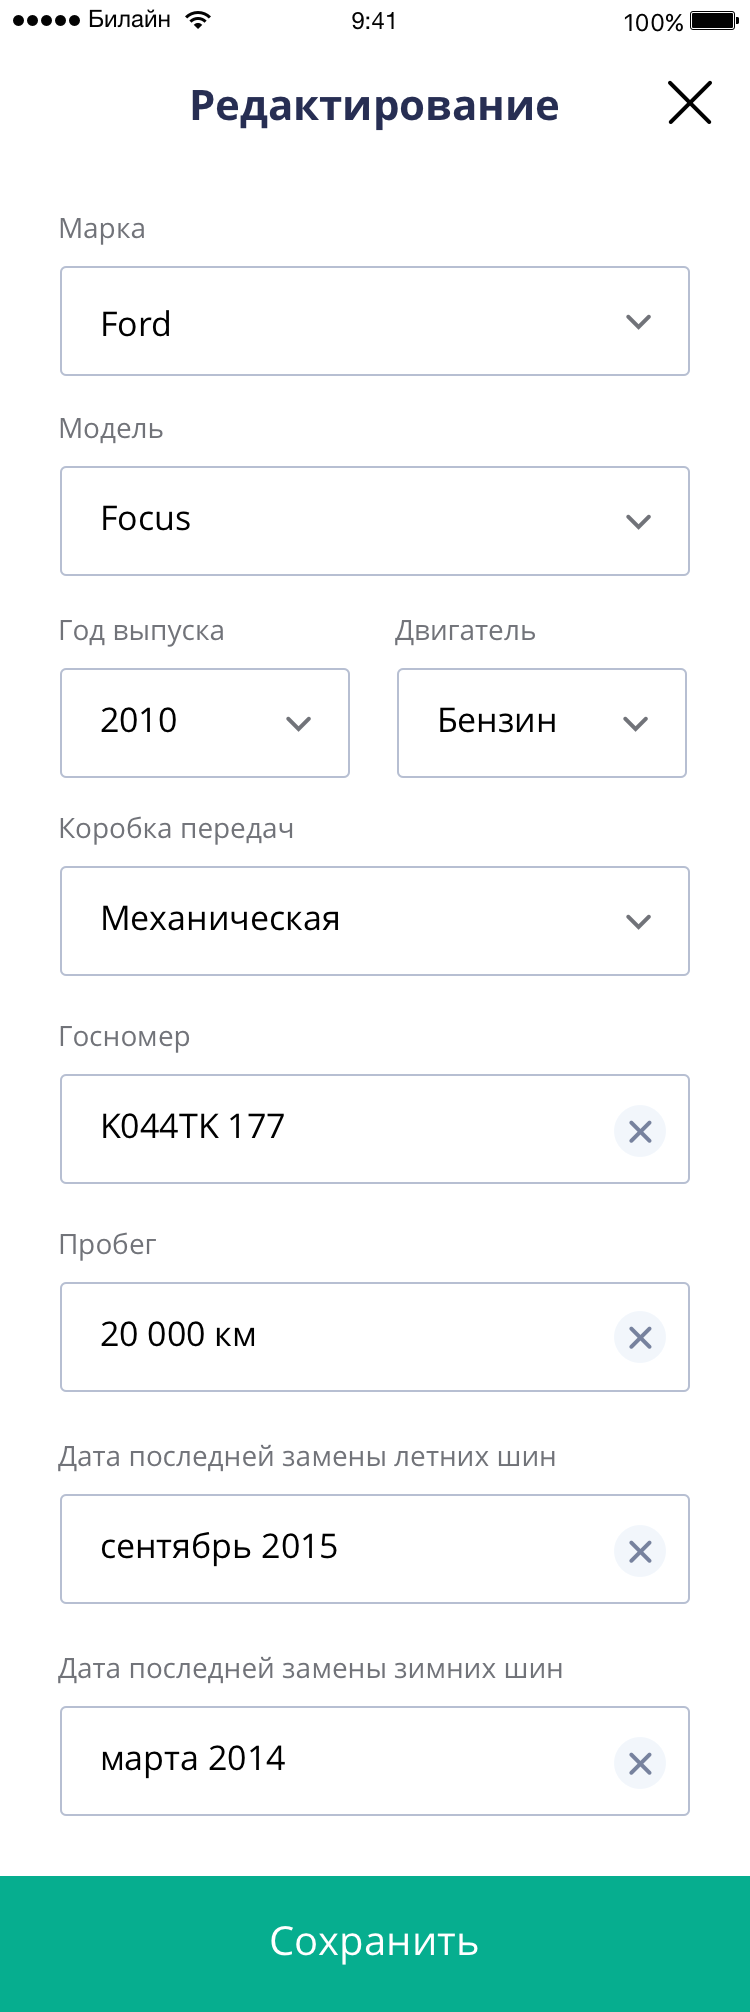 Билайн 9:41 100%
Редактирование
Марка
Ford
Модель
Focus
Год выпуска Двигатель
2010 Бензин
Коробка передач
Механическая
Госномер
К044ТК 177
Пробег
20 000 км
Дата последней замены летних шин
сентябрь 2015
Дата последней замены зимних шин
марта 2014
Сохранить